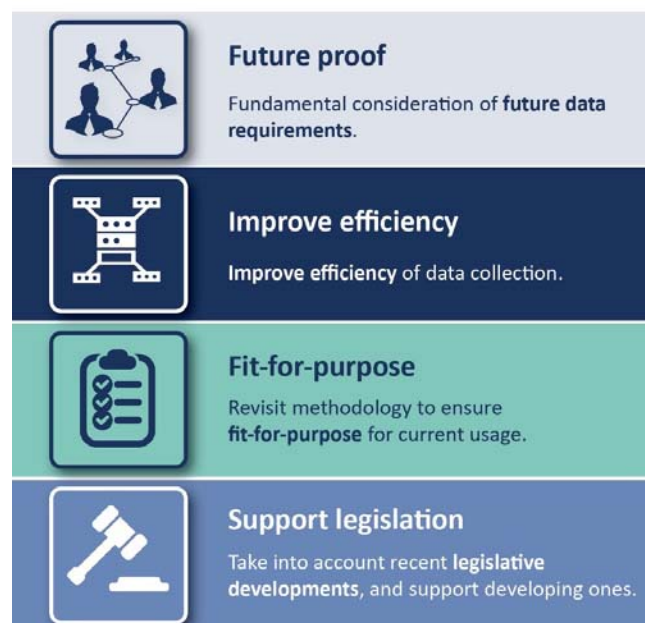 Future proof
Fundamental consideration of future data
requirements.
Improve efficiency
Improve efficiency of data collection.
Fit-for-purpose
Revisit methodology to ensure
fit-for-purpose for current usage.
Support legislation
Take into account recent legislative
developments, and support developing ones.